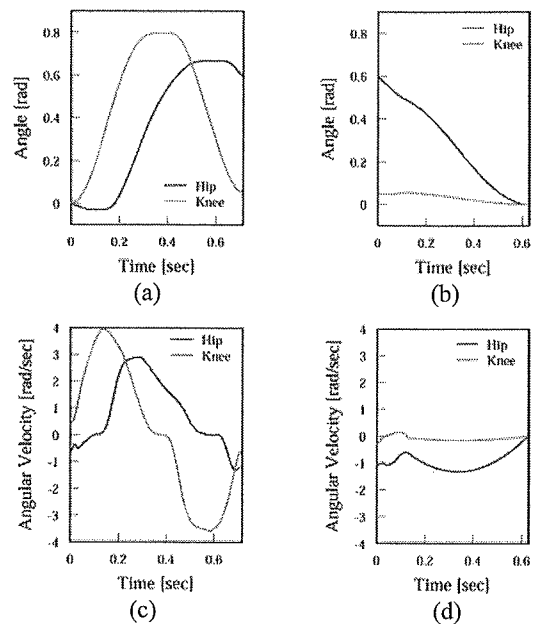 0.8
0.6
0.4
0.2
0
Angle [rad]
Hip
Knee
0 0.2 0.4 0.6
Time [sec]
(a)
0.8
0.6
0.4
0.2
0
Angle [rad]
Hip
Knee
0 0.2 0.4 0.6
Time [sec]
(b)
4
3
2
1
0
-1
-2
-3
-4
Angular Velocity [rad/sec]
Hip
Knee
0 0.2 0.4 0.6
Time [sec]
(c)
4
3
2
1
0
-1
-2
-3
-4
Angular Velocity [rad/sec]
Hip
Knee
0 0.2 0.4 0.6
Time [sec]
(d)